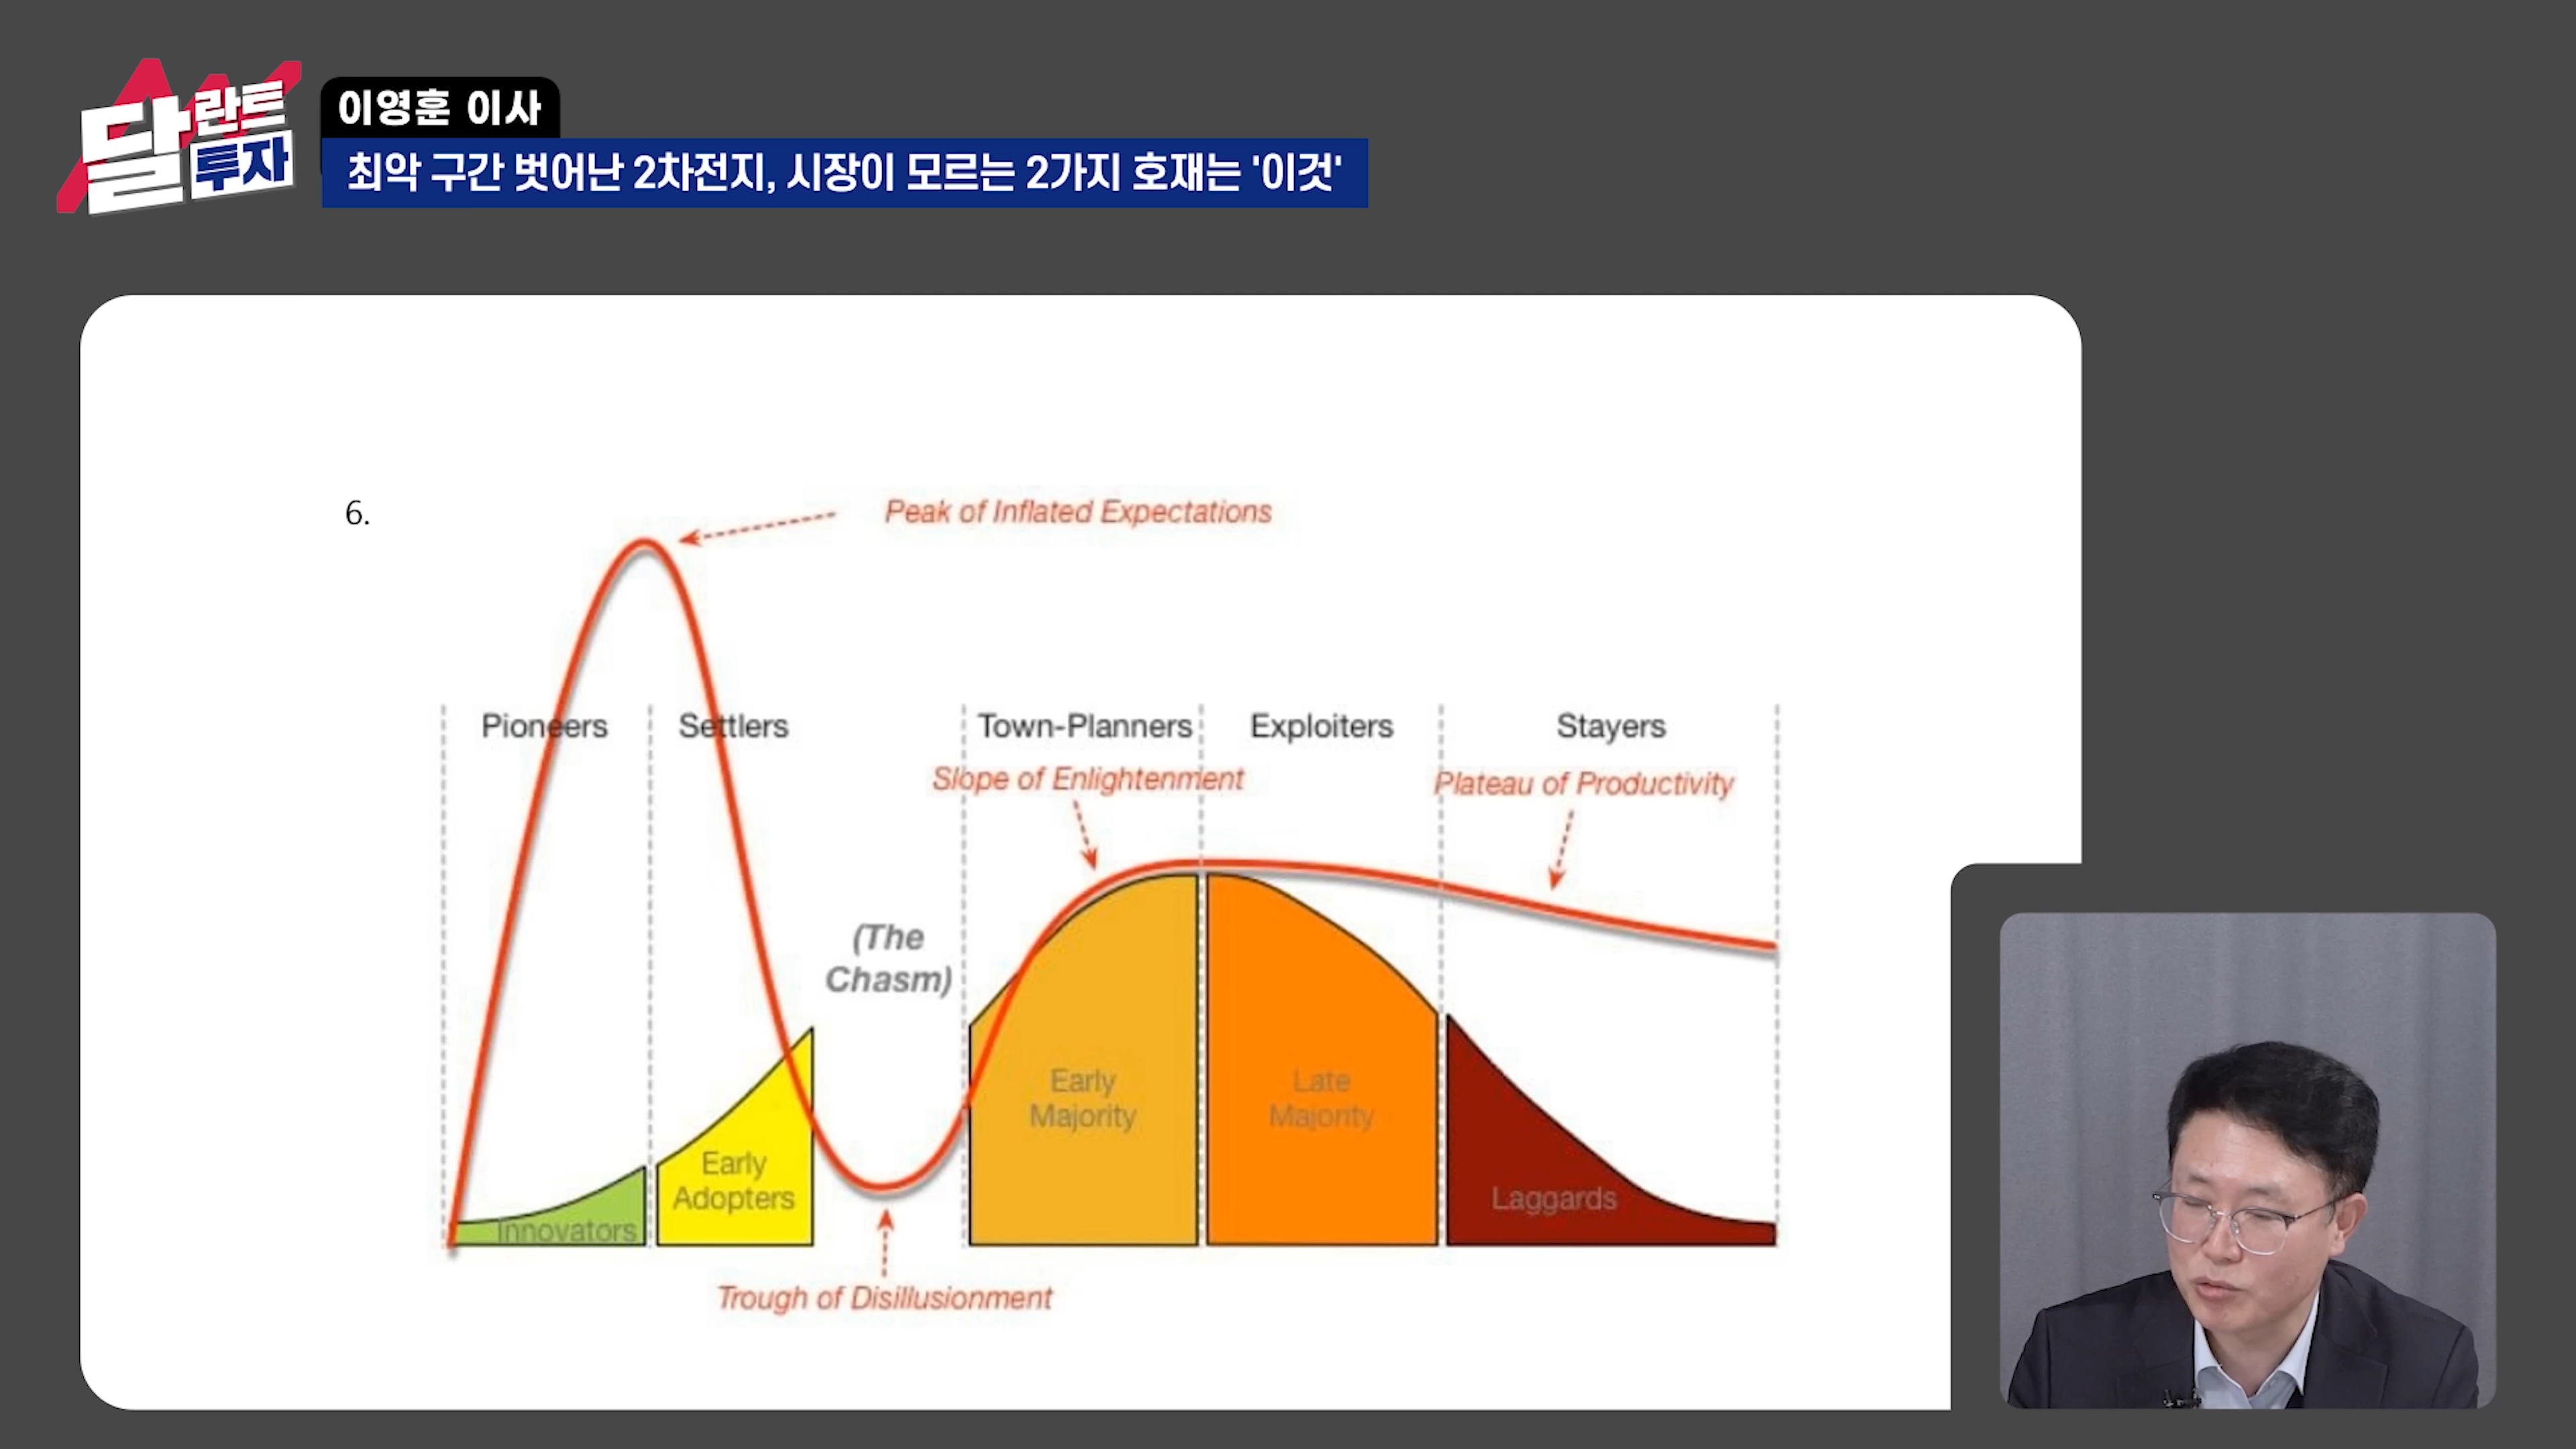 달란트
투자
이영훈 이사
최악 구간 벗어난 2차전지, 시장이 모르는 2가지 호재는 '이것'
6.
Peak of Inflated Expectations
Pioneers
Settlers
Town-Planners
Exploiters
Stayers
Slope of Enlightenment
Plateau of Productivity
(The
Chasm)
Early
Majority
Late
Majority
Early
Adopters
Innovators
Laggards
Trough of Disillusionment